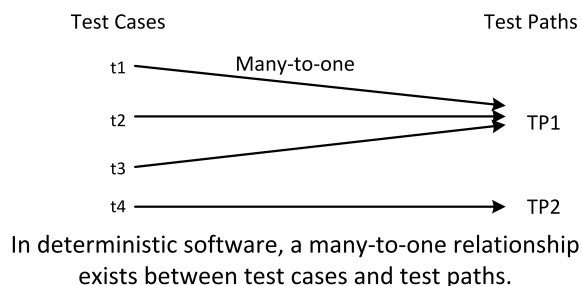 Test Cases Test Paths
t1
Many-to-one
t2 TP1
t3
t4 TP2
In deterministic software, a many-to-one relationship
exists between test cases and test paths.